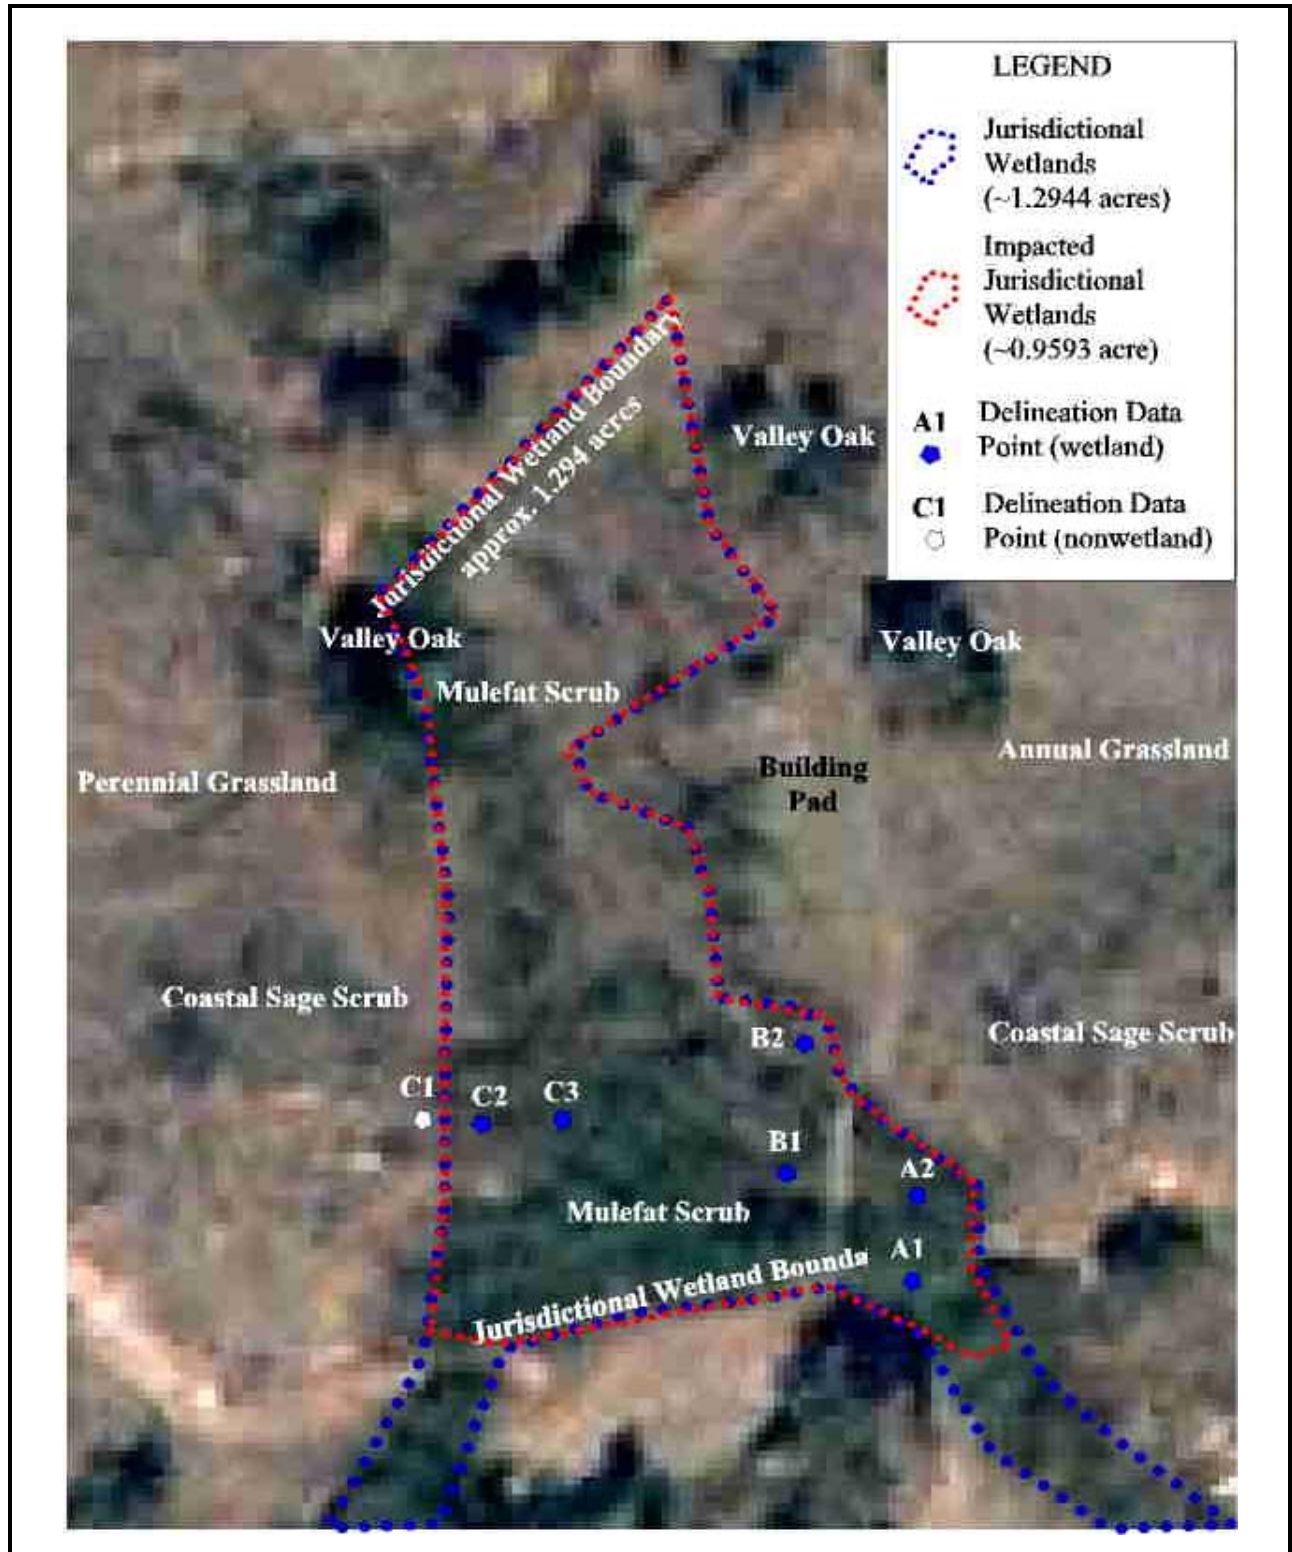 LEGEND
Jurisdictional
Wetlands
(~1.2944 acres)
Impacted
Jurisdictional
Wetlands
(~0.9593 acre)
A1
Delineation Data
Point (wetland)
C1
Delineation Data
Point (nonwetland)
Jurisdictional Wetland Boundary
approx. 1.294 acres
Valley Oak
Valley Oak
Valley Oak
Mulefat Scrub
Annual Grassland
Perennial Grassland
Building
Pad
Coastal Sage Scrub
Coastal Sage Scrub
B2
C1
C2
C3
B1
A2
Mulefat Scrub
A1
Jurisdictional Wetland Bounda